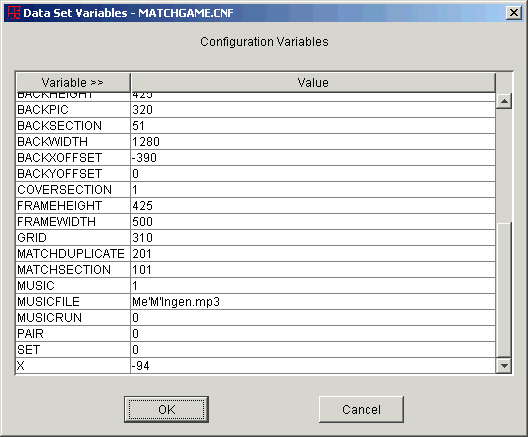 Data Set Variables - MATCHGAME.CNF
Configuration Variables
Variable >> Value
BACKHEIGHT 425
BACKPIC 320
BACKSECTION 51
BACKWIDTH 1280
BACKXOFFSET -390
BACKYOFFSET 0
COVERSECTION 1
FRAMEHEIGHT 425
FRAMEWIDTH 500
GRID 310
MATCHDUPLICATE 201
MATCHSECTION 101
MUSIC 1
MUSICFILE Me'M'Ingen.mp3
MUSICRUN 0
PAIR 0
SET 0
X -94
OK Cancel